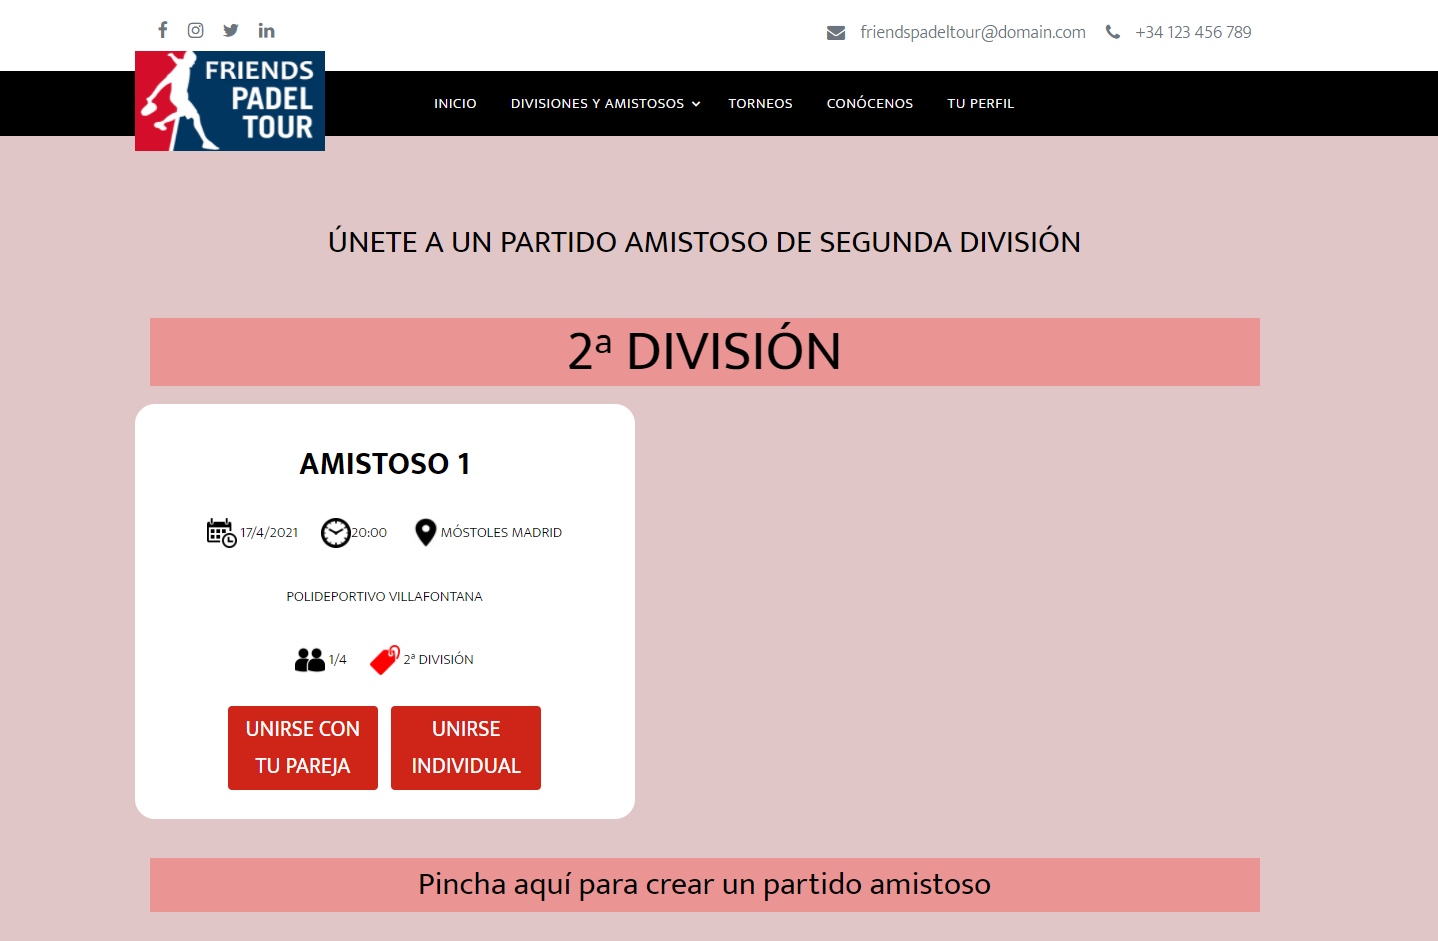 friendspadeltour@domain.com +34 123 456 789
FRIENDS
PADEL
TOUR
INICIO DIVISIONES Y AMISTOSOS TORNEOS CONÓCENOS TU PERFIL
ÚNETE A UN PARTIDO AMISTOSO DE SEGUNDA DIVISIÓN
2ª DIVISIÓN
AMISTOSO 1
17/4/2021 20:00 MÓSTOLES MADRID
POLIDEPORTIVO VILLAFONTANA
1/4 2ª DIVISIÓN
UNIRSE CON
TU PAREJA
UNIRSE
INDIVIDUAL
Pincha aquí para crear un partido amistoso